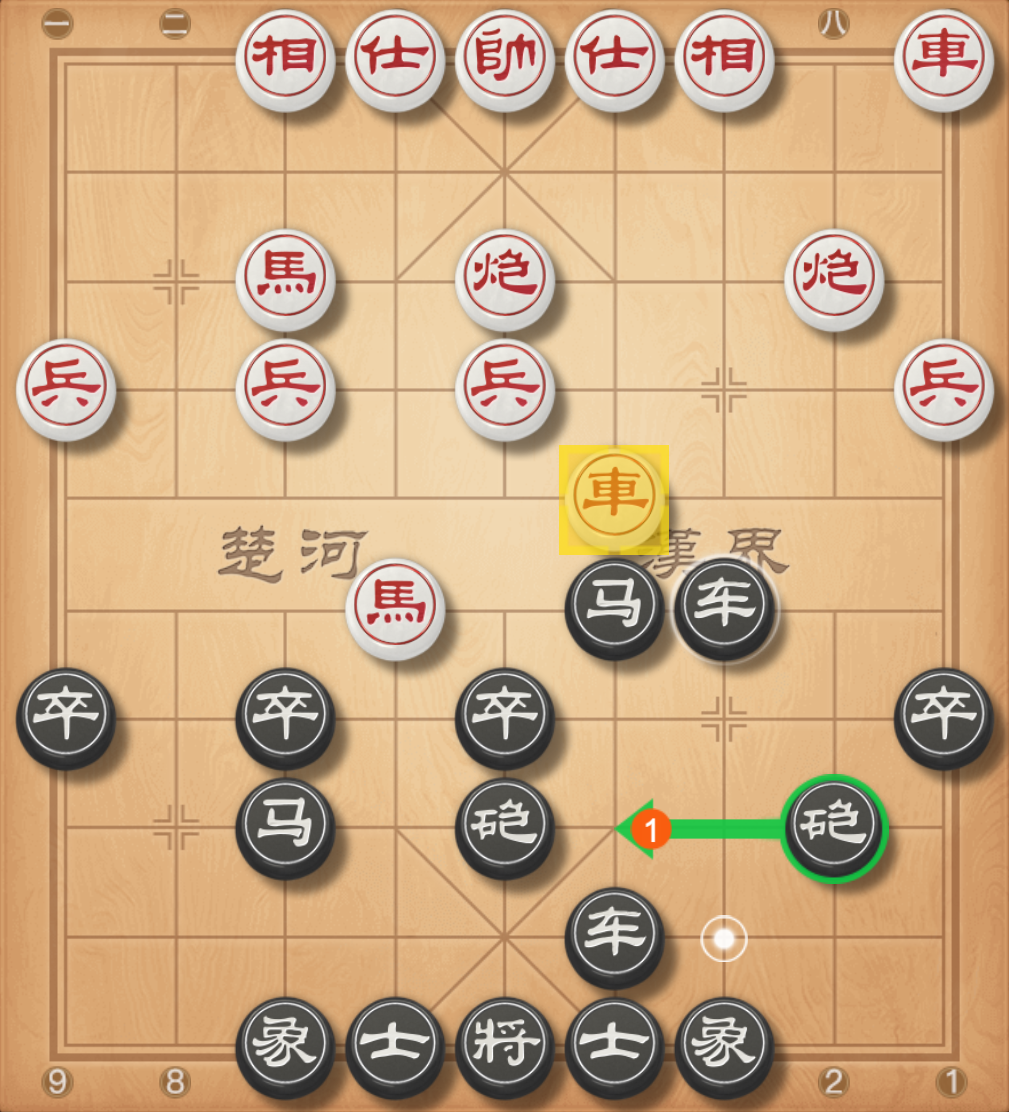 一 二 八
相 仕 帥 仕 相 車
馬 炮 炮
兵 兵 兵 兵
車
楚河 漢界
馬 马 车
卒 卒 卒 卒
马 砲 1 砲
车
象 士 將 士 象
9 8 2 1